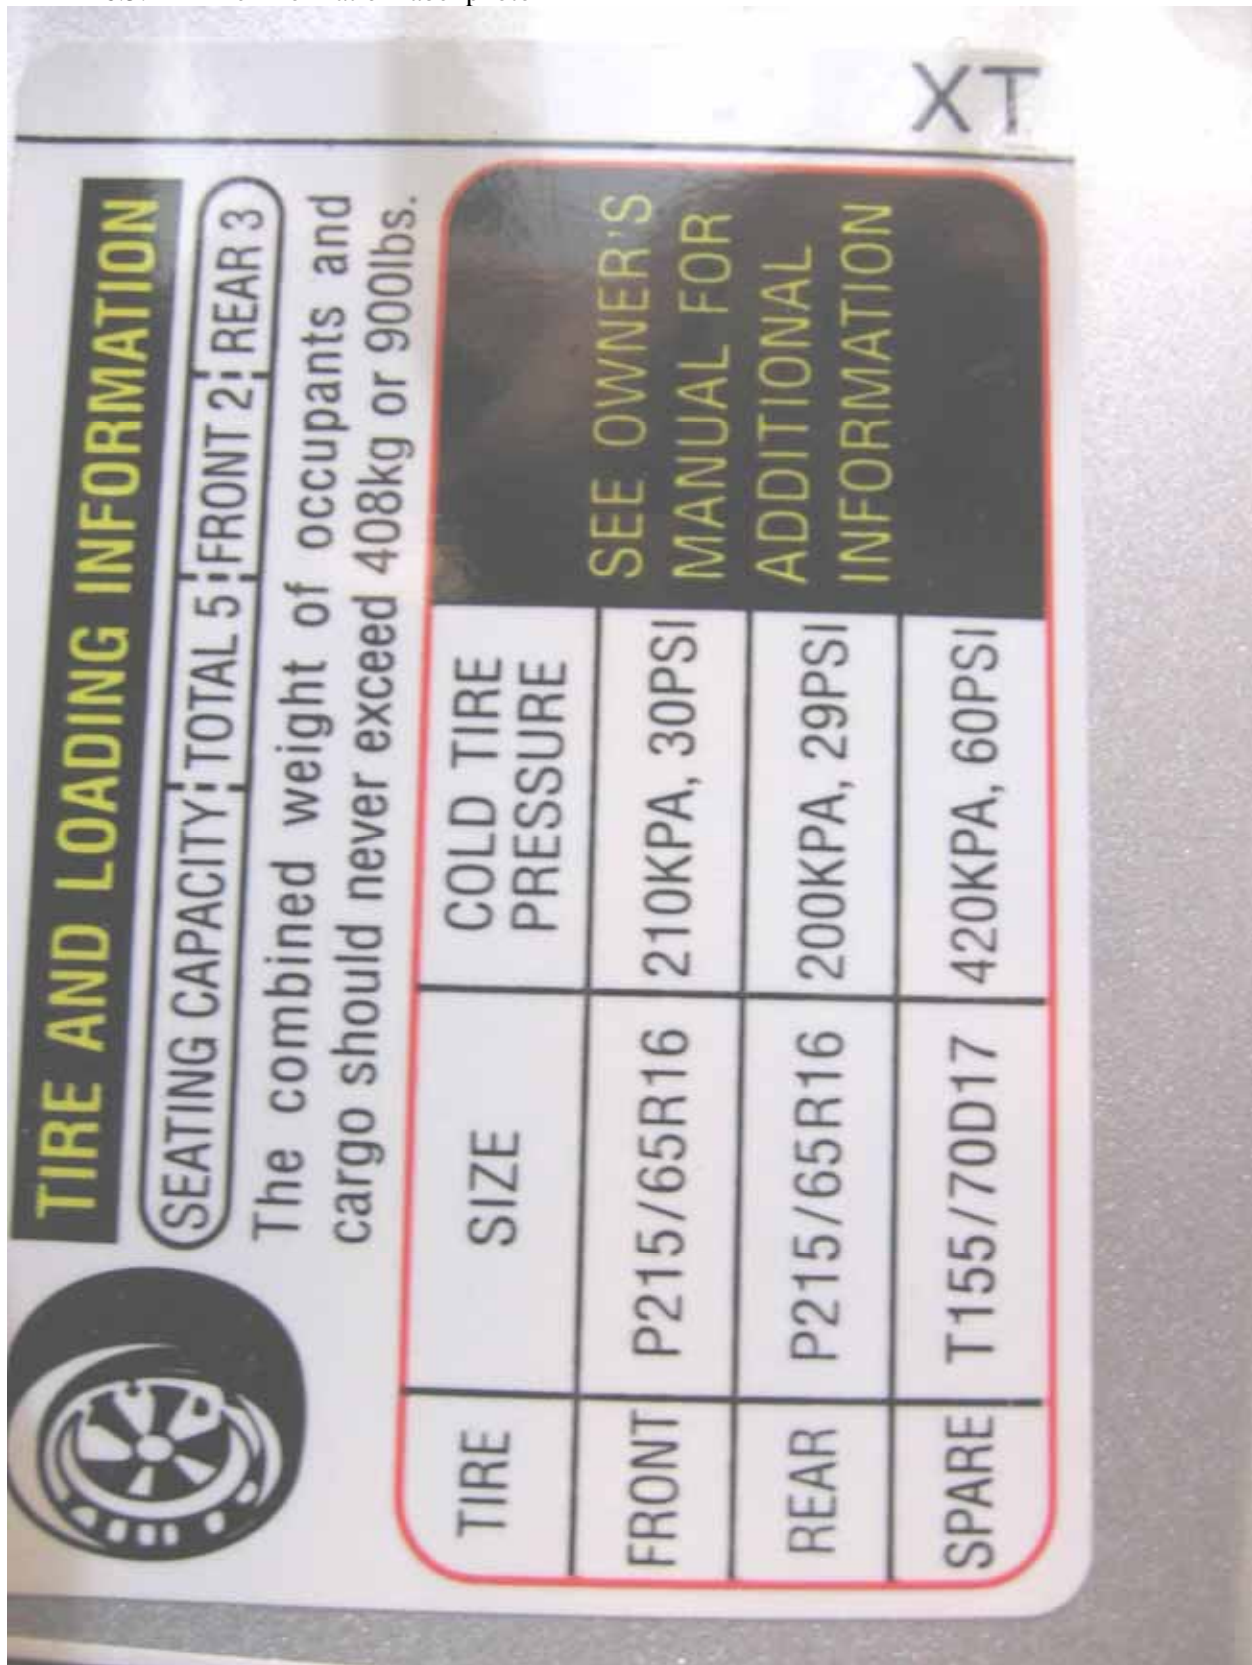 XT
TIRE AND LOADING INFORMATION
SEATING CAPACITY TOTAL 5 FRONT 2 REAR 3
The combined weight of occupants and
cargo should never exceed 408kg or 900lbs.
TIRE SIZE COLD TIRE PRESSURE
FRONT P215/65R16 210KPA, 30PSI
REAR P215/65R16 200KPA, 29PSI
SPARE T155/70D17 420KPA, 60PSI
SEE OWNER'S
MANUAL FOR
ADDITIONAL
INFORMATION